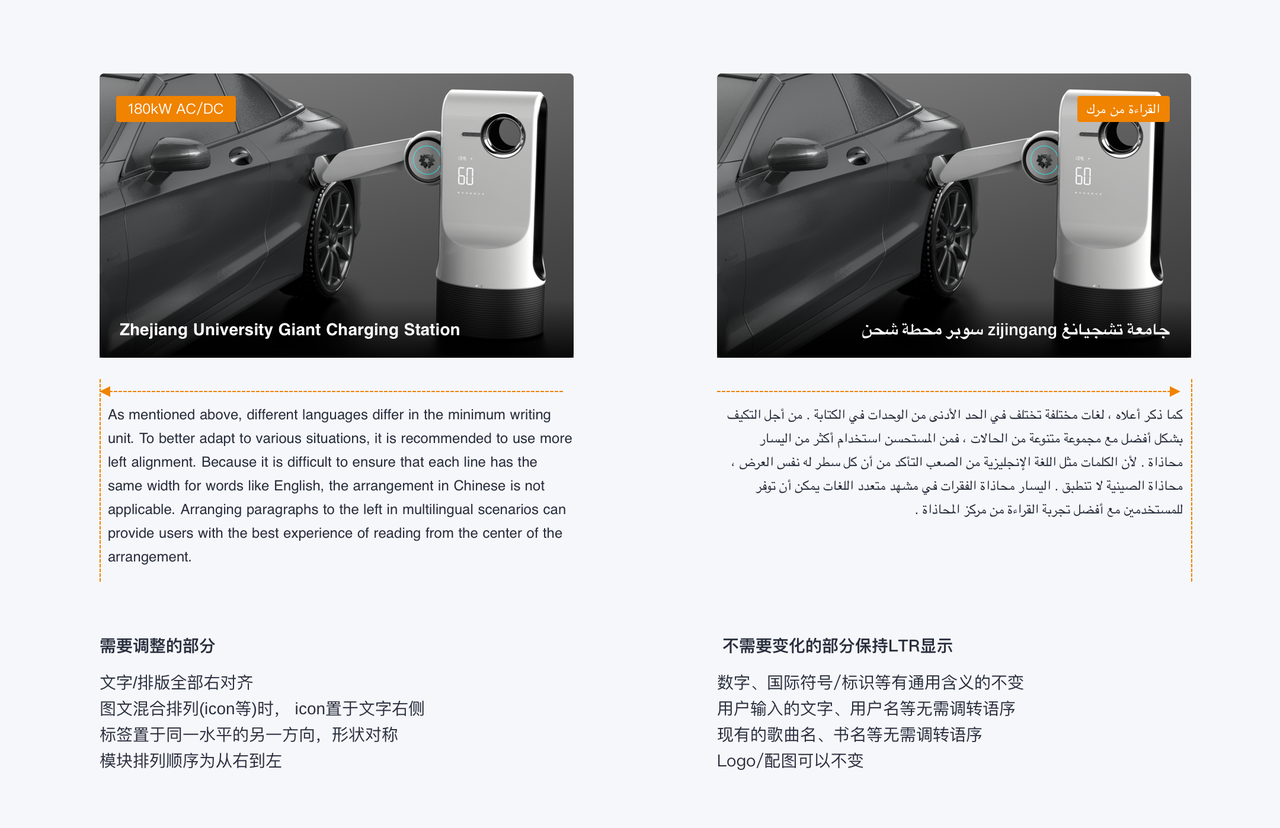 180kW AC/DC
60
Zhejiang University Giant Charging Station
As mentioned above, different languages differ in the minimum writing
unit. To better adapt to various situations, it is recommended to use more
left alignment. Because it is difficult to ensure that each line has the
same width for words like English, the arrangement in Chinese is not
applicable. Arranging paragraphs to the left in multilingual scenarios can
provide users with the best experience of reading from the center of the
arrangement.
القراءة من مرك
60
جامعة تشجيانغ zijingang سوبر محطة شحن
كما ذكر أعلاه ، لغات مختلفة تختلف في الحد الأدنى من الوحدات في الكتابة . من أجل التكيف
بشكل أفضل مع مجموعة متنوعة من الحالات ، فمن المستحسن استخدام أكثر من اليسار
محاذاة . لأن الكلمات مثل اللغة الإنجليزية من الصعب التأكد من أن كل سطر له نفس العرض ،
محاذاة الصينية لا تنطبق . اليسار محاذاة الفقرات في مشهد متعدد اللغات يمكن أن توفر
للمستخدمين مع أفضل تجربة القراءة من مركز المحاذاة .
需要调整的部分
文字/排版全部右对齐
图文混合排列(icon等)时， icon置于文字右侧
标签置于同一水平的另一方向，形状对称
模块排列顺序为从右到左
不需要变化的部分保持LTR显示
数字、国际符号/标识等有通用含义的不变
用户输入的文字、用户名等无需调转语序
现有的歌曲名、书名等无需调转语序
Logo/配图可以不变